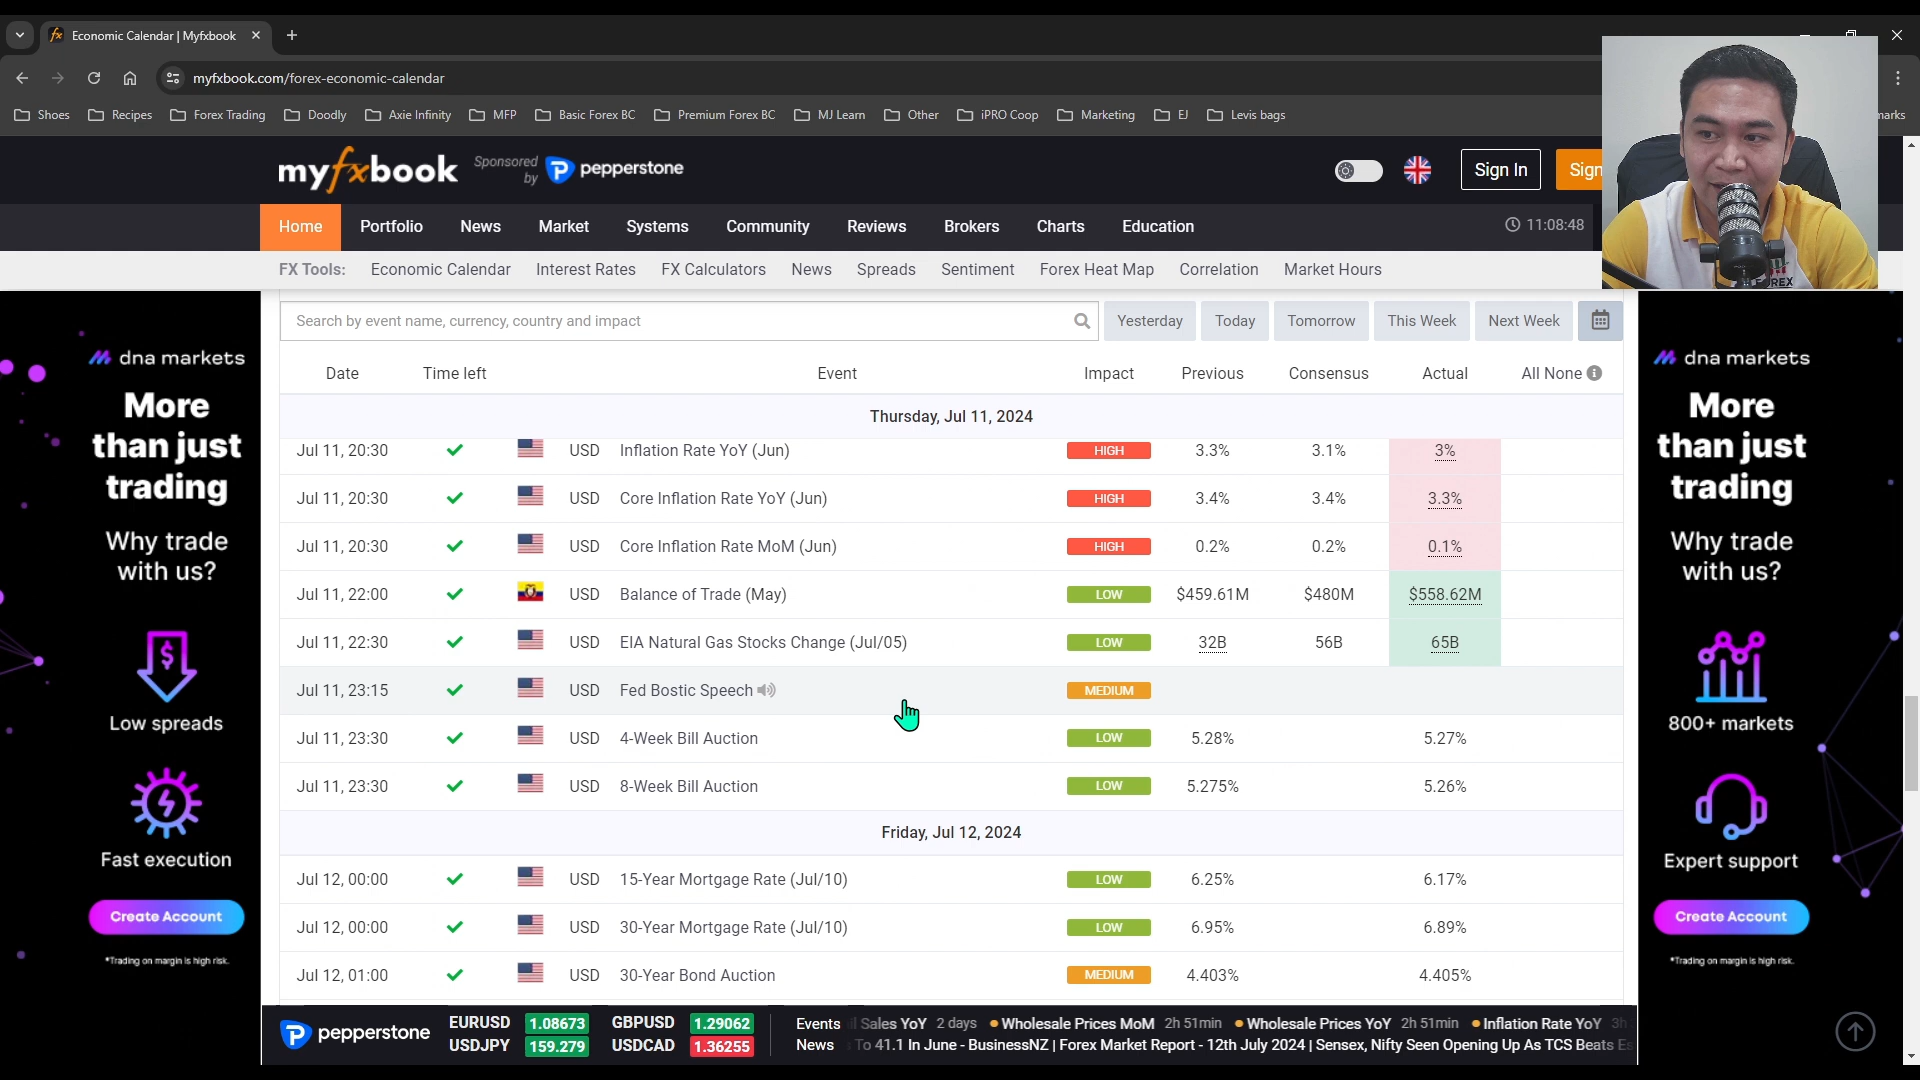 Economic Calendar | Myfxbook
myfxbook.com/forex-economic-calendar
Shoes Recipes Forex Trading Doodly Axie Infinity MFP Basic Forex BC Premium Forex BC MJ Learn Other iPRO Coop Marketing EJ Levis bags
myfxbook Sponsored by pepperstone Sign In Sign
Home Portfolio News Market Systems Community Reviews Brokers Charts Education 11:08:48
FX Tools: Economic Calendar Interest Rates FX Calculators News Spreads Sentiment Forex Heat Map Correlation Market Hours
Search by event name, currency, country and impact Yesterday Today Tomorrow This Week Next Week
Date Time left Event Impact Previous Consensus Actual All None
Thursday, Jul 11, 2024
Jul 11, 20:30 USD Inflation Rate YoY (Jun) HIGH 3.3% 3.1% 3%
Jul 11, 20:30 USD Core Inflation Rate YoY (Jun) HIGH 3.4% 3.4% 3.3%
Jul 11, 20:30 USD Core Inflation Rate MoM (Jun) HIGH 0.2% 0.2% 0.1%
Jul 11, 22:00 USD Balance of Trade (May) LOW $459.61M $480M $558.62M
Jul 11, 22:30 USD EIA Natural Gas Stocks Change (Jul/05) LOW 32B 56B 65B
Jul 11, 23:15 USD Fed Bostic Speech MEDIUM
Jul 11, 23:30 USD 4-Week Bill Auction LOW 5.28% 5.27%
Jul 11, 23:30 USD 8-Week Bill Auction LOW 5.275% 5.26%
Friday, Jul 12, 2024
Jul 12, 00:00 USD 15-Year Mortgage Rate (Jul/10) LOW 6.25% 6.17%
Jul 12, 00:00 USD 30-Year Mortgage Rate (Jul/10) LOW 6.95% 6.89%
Jul 12, 01:00 USD 30-Year Bond Auction MEDIUM 4.403% 4.405%
dna markets
More
than just
trading
Why trade
with us?
Low spreads
Fast execution
Create Account
*Trading on margin is high risk.
dna markets
More
than just
trading
Why trade
with us?
800+ markets
Expert support
Create Account
*Trading on margin is high risk.
pepperstone
EURUSD 1.08673 GBPUSD 1.29062
USDJPY 159.279 USDCAD 1.36255
Events Sales YoY 2 days Wholesale Prices MoM 2h 51min Wholesale Prices YoY 2h 51min Inflation Rate YoY 3h
News To 41.1 In June - BusinessNZ | Forex Market Report - 12th July 2024 | Sensex, Nifty Seen Opening Up As TCS Beats